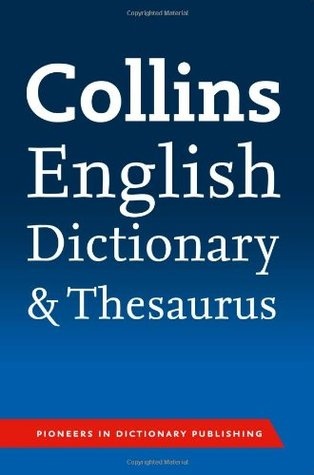 Collins
English
Dictionary
& Thesaurus
PIONEERS IN DICTIONARY PUBLISHING
Copyrighted Material